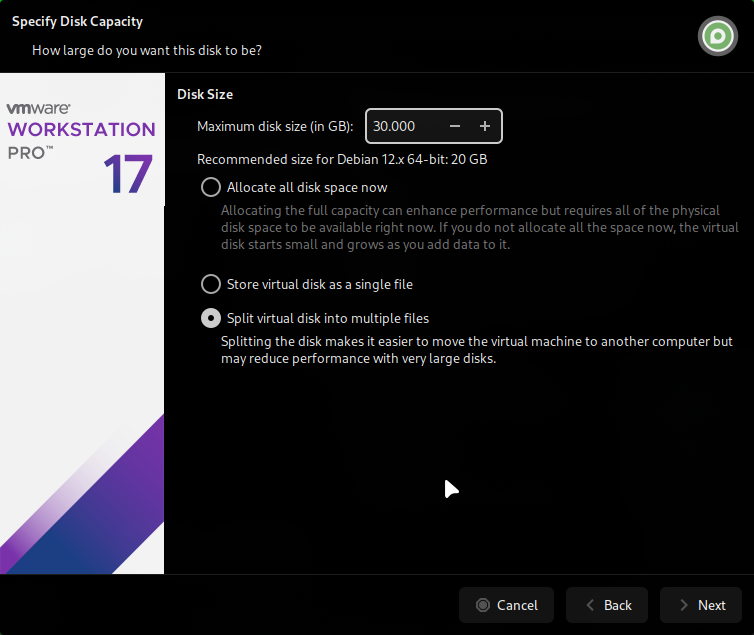 Specify Disk Capacity
How large do you want this disk to be?
vmware®
WORKSTATION
PRO™
17
Disk Size
Maximum disk size (in GB): 30.000 − +
Recommended size for Debian 12.x 64-bit: 20 GB
Allocate all disk space now
Allocating the full capacity can enhance performance but requires all of the physical
disk space to be available right now. If you do not allocate all the space now, the virtual
disk starts small and grows as you add data to it.
Store virtual disk as a single file
Split virtual disk into multiple files
Splitting the disk makes it easier to move the virtual machine to another computer but
may reduce performance with very large disks.
Cancel Back Next